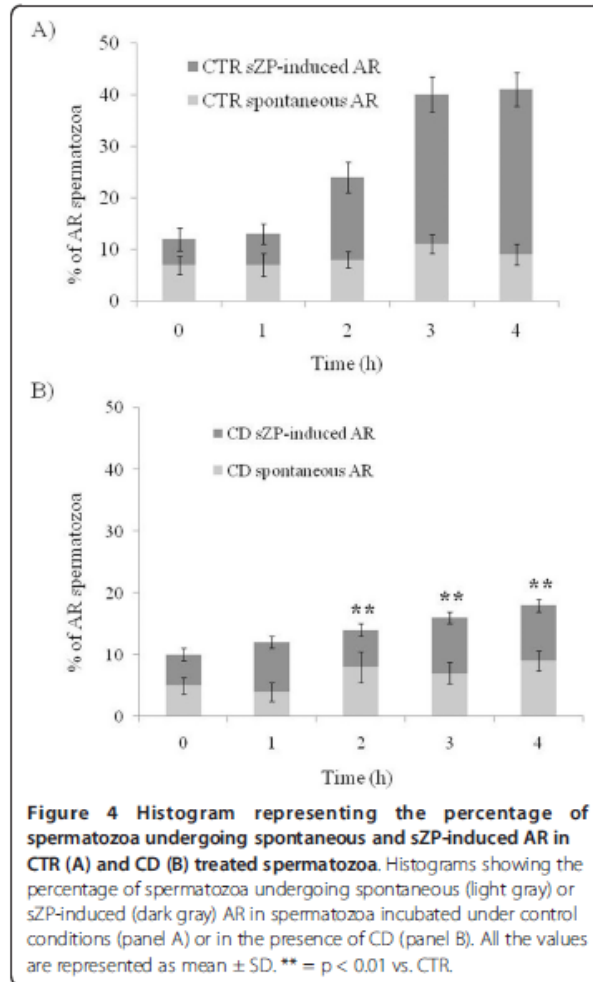 A)
50
40
30
20
10
0
% of AR spermatozoa
CTR sZP-induced AR
CTR spontaneous AR
0 1 2 3 4
Time (h)
B)
50
40
30
20
10
0
% of AR spermatozoa
CD sZP-induced AR
CD spontaneous AR
** ** **
0 1 2 3 4
Time (h)
Figure 4 Histogram representing the percentage of
spermatozoa undergoing spontaneous and sZP-induced AR in
CTR (A) and CD (B) treated spermatozoa. Histograms showing the
percentage of spermatozoa undergoing spontaneous (light gray) or
sZP-induced (dark gray) AR in spermatozoa incubated under control
conditions (panel A) or in the presence of CD (panel B). All the values
are represented as mean ± SD. ** = p < 0.01 vs. CTR.